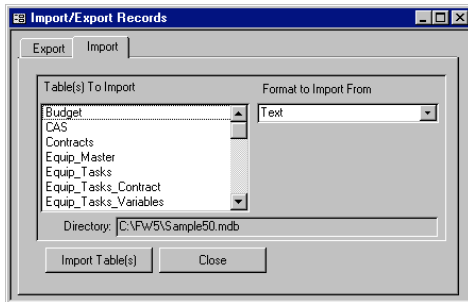 Import/Export Records
Export Import
Table(s) To Import
Format to Import From
Budget
CAS
Contracts
Equip_Master
Equip_Tasks
Equip_Tasks_Contract
Equip_Tasks_Variables
Text
Directory: C:\FW5\Sample50.mdb
Import Table(s) Close